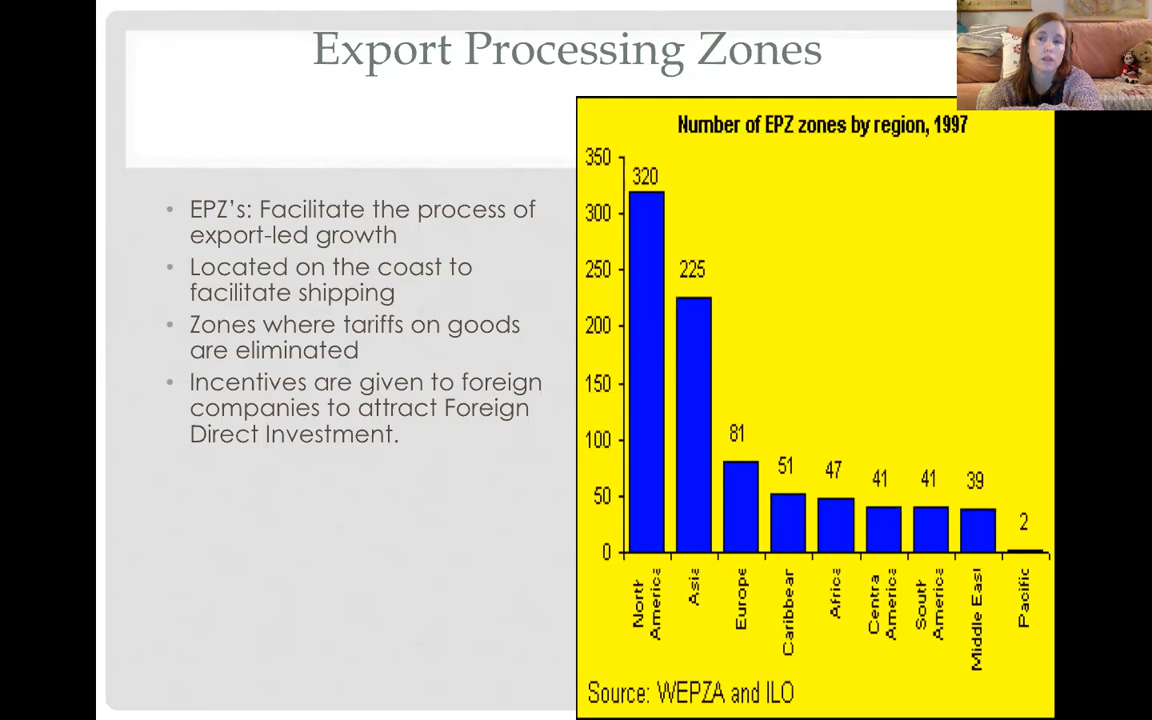 Export Processing Zones
• EPZ's: Facilitate the process of
export-led growth
• Located on the coast to
facilitate shipping
• Zones where tariffs on goods
are eliminated
• Incentives are given to foreign
companies to attract Foreign
Direct Investment.
Number of EPZ zones by region, 1997
350
300
250
200
150
100
50
0
320
225
81
51
47
41
41
39
2
North
America
Asia
Europe
Caribbean
Africa
Central
America
South
America
Middle East
Pacific
Source: WEPZA and ILO